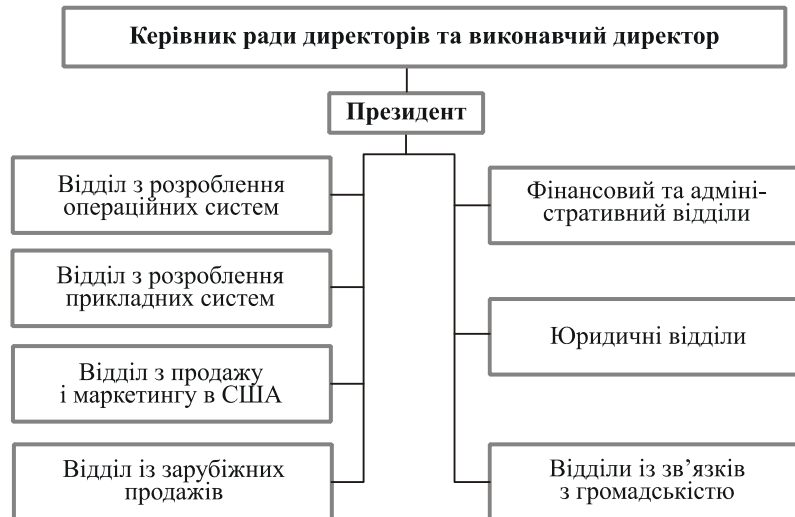 Керівник ради директорів та виконавчий директор
Президент
Відділ з розроблення
операційних систем
Відділ з розроблення
прикладних систем
Відділ з продажу
і маркетингу в США
Відділ із зарубіжних
продажів
Фінансовий та адміні-
стративний відділи
Юридичні відділи
Відділи із зв’язків
з громадськістю